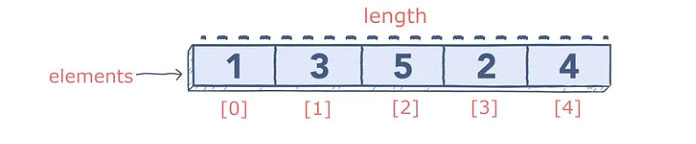 length
elements 1 3 5 2 4
[0] [1] [2] [3] [4]